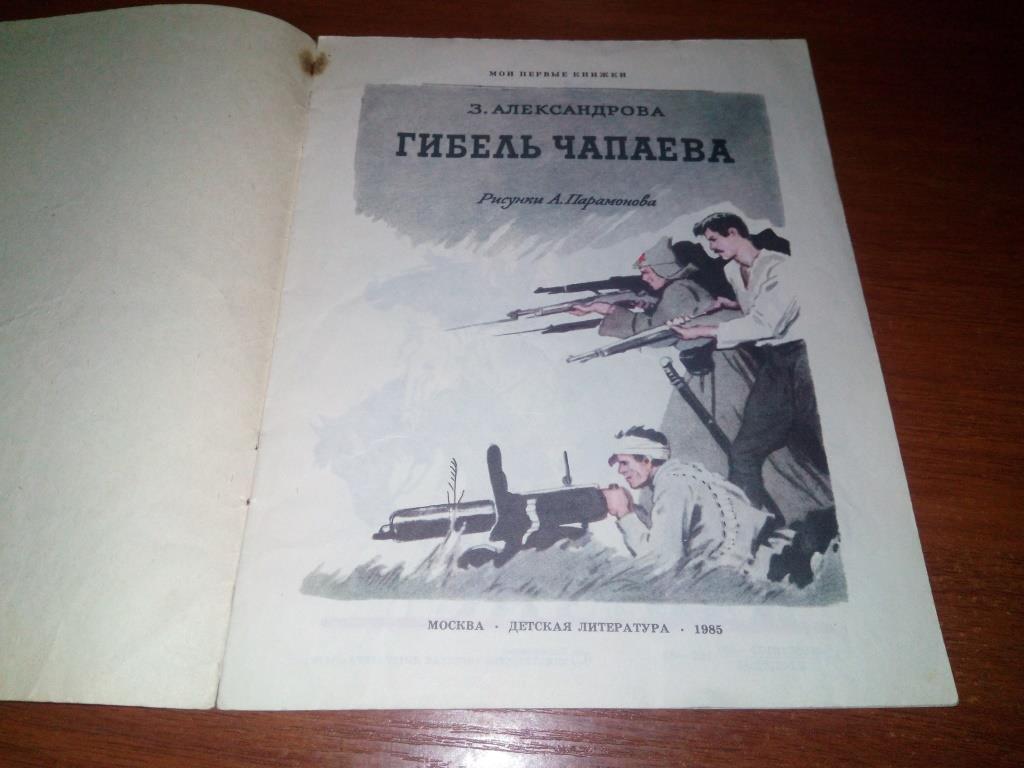 МОИ ПЕРВЫЕ КНИЖКИ
З. АЛЕКСАНДРОВА
ГИБЕЛЬ ЧАПАЕВА
Рисунки А. Парамонова
МОСКВА · ДЕТСКАЯ ЛИТЕРАТУРА · 1985